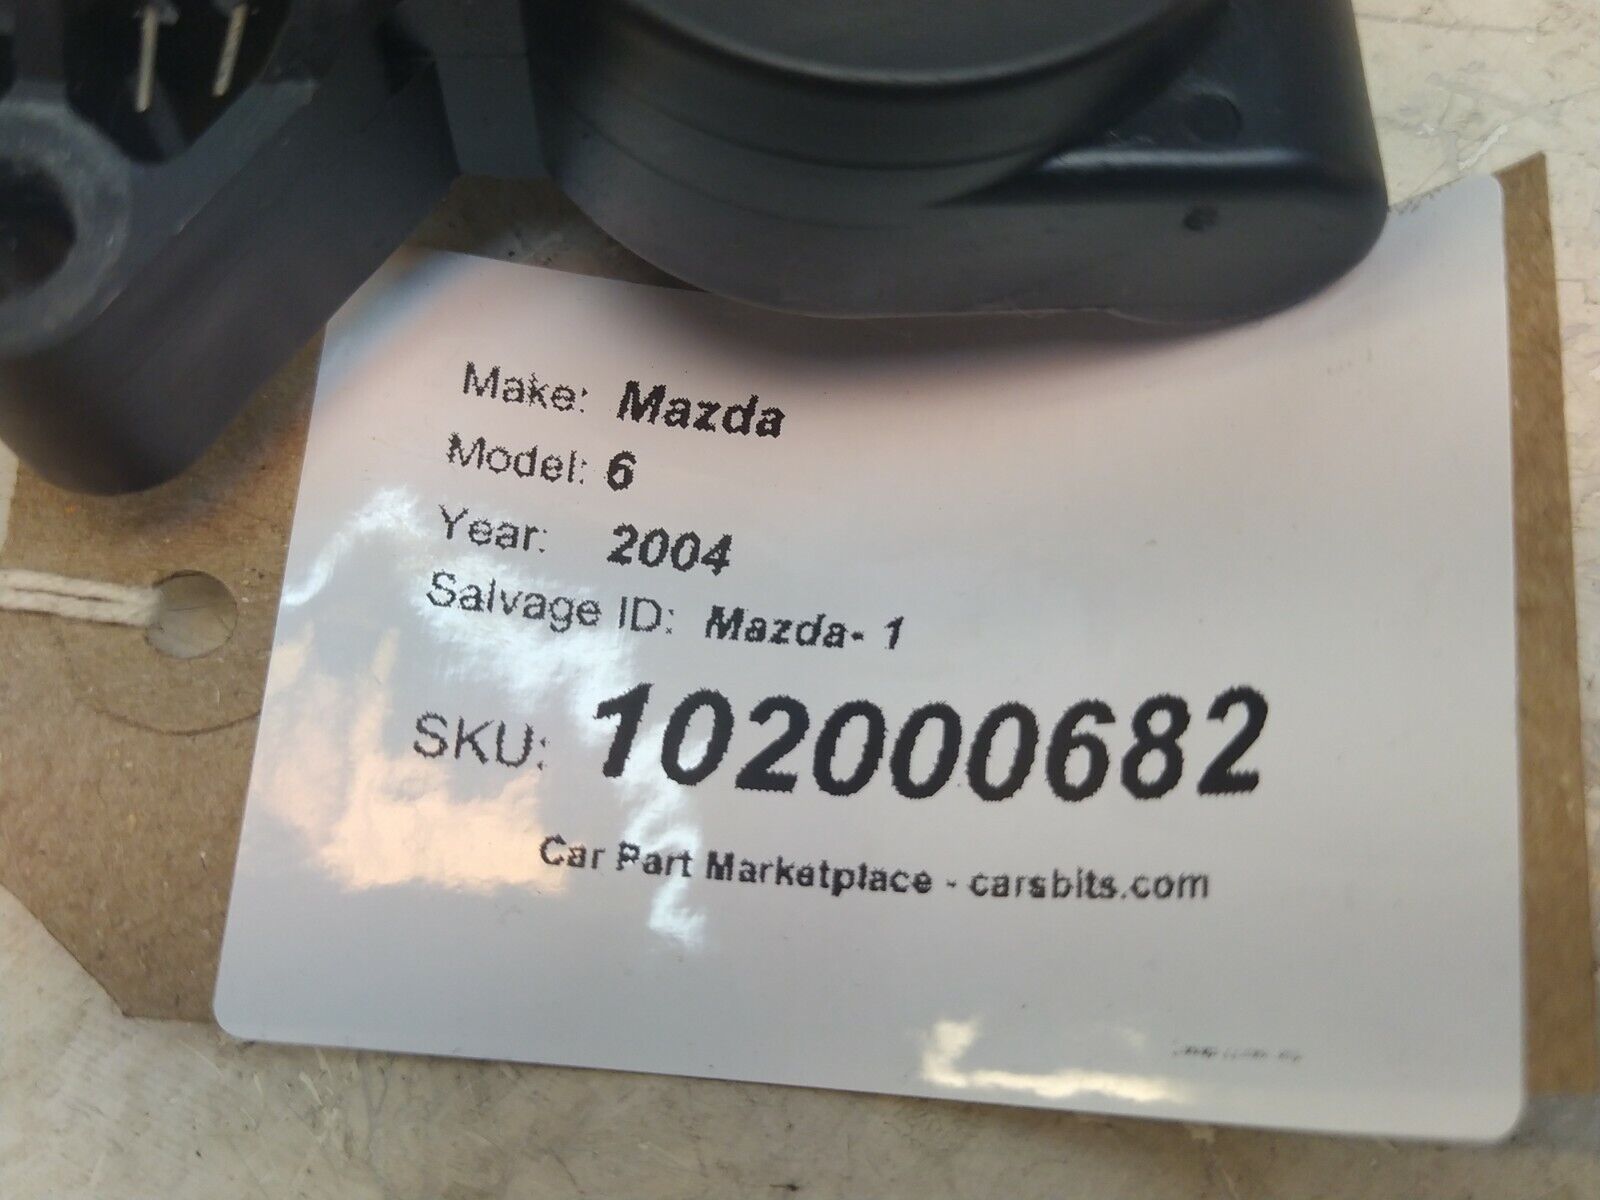 Make: Mazda
Model: 6
Year: 2004
Salvage ID: Mazda- 1
SKU: 102000682
Car Part Marketplace - carsbits.com